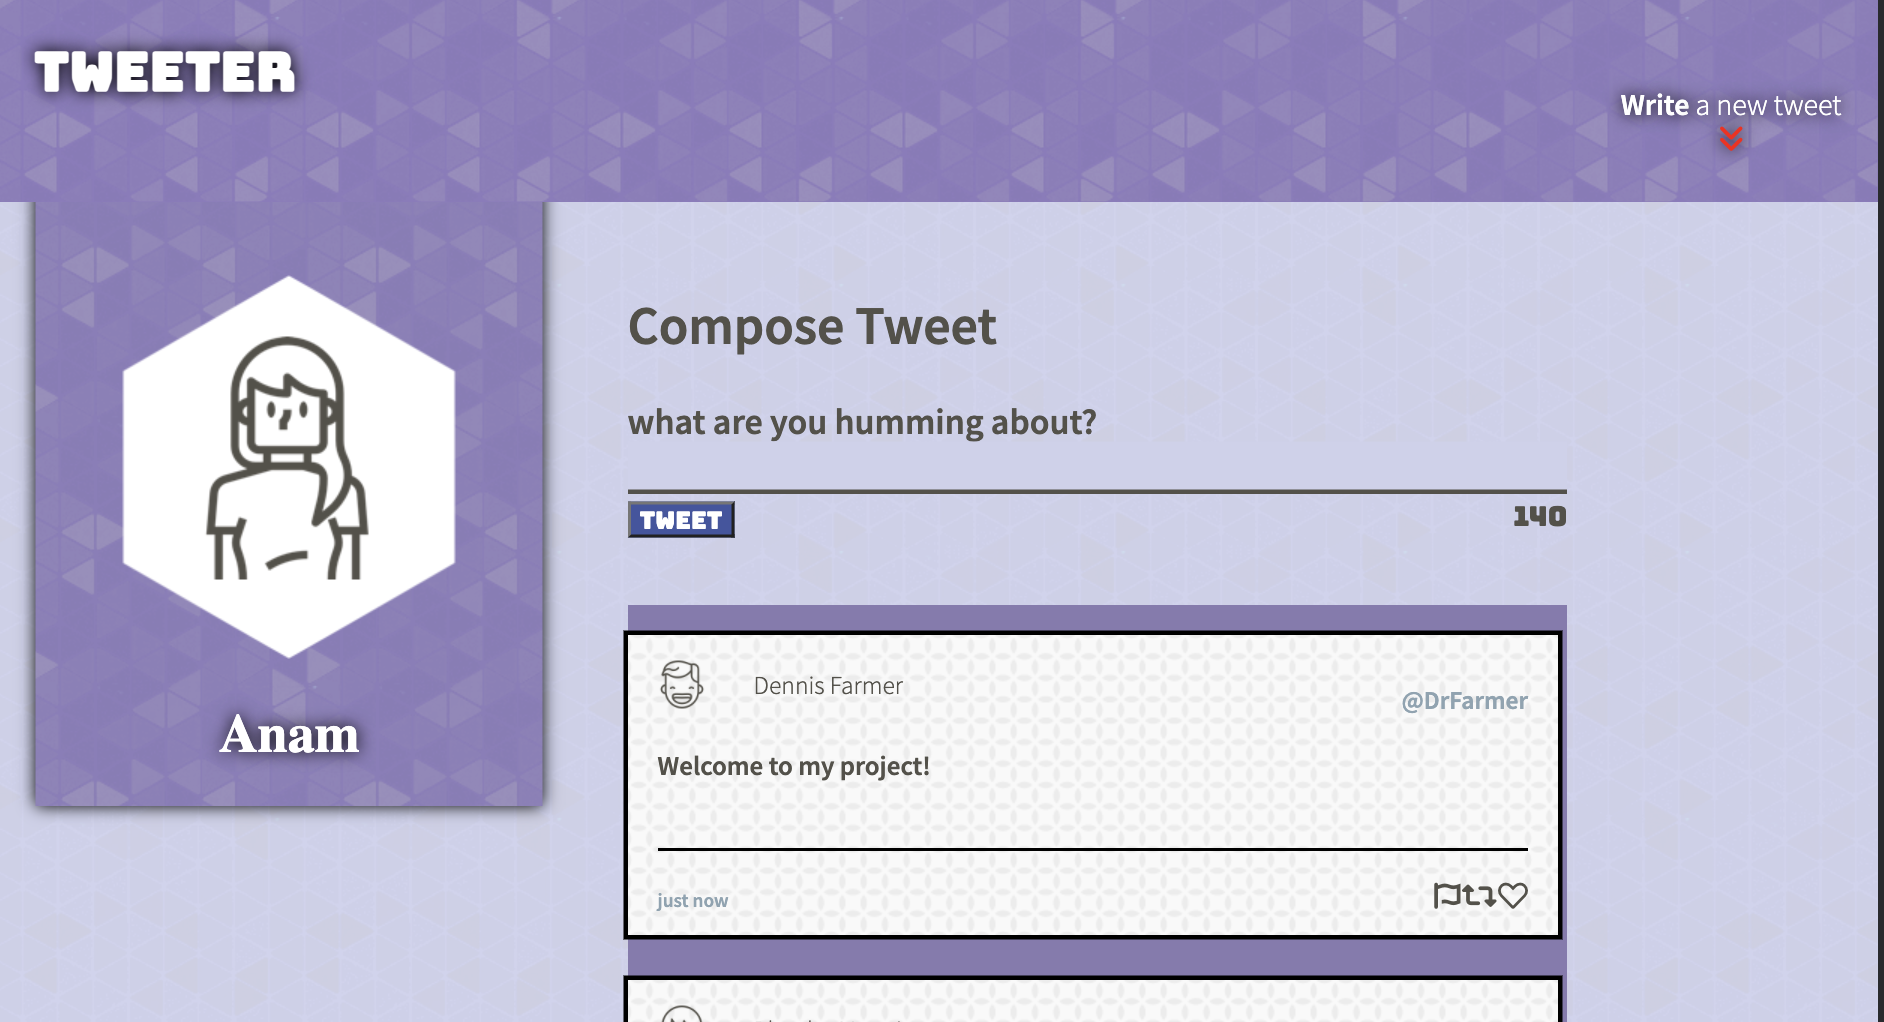 TWEETER
Write a new tweet
Anam
Compose Tweet
what are you humming about?
TWEET
140
Dennis Farmer
@DrFarmer
Welcome to my project!
just now